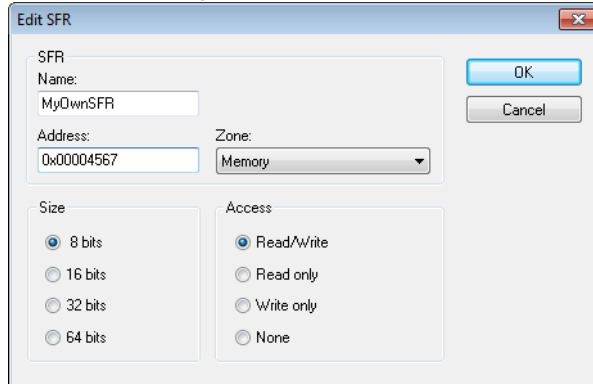 Edit SFR
SFR
Name:
MyOwnSFR
Address:
Zone:
0x00004567
Memory
OK
Cancel
Size
8 bits
16 bits
32 bits
64 bits
Access
Read/Write
Read only
Write only
None